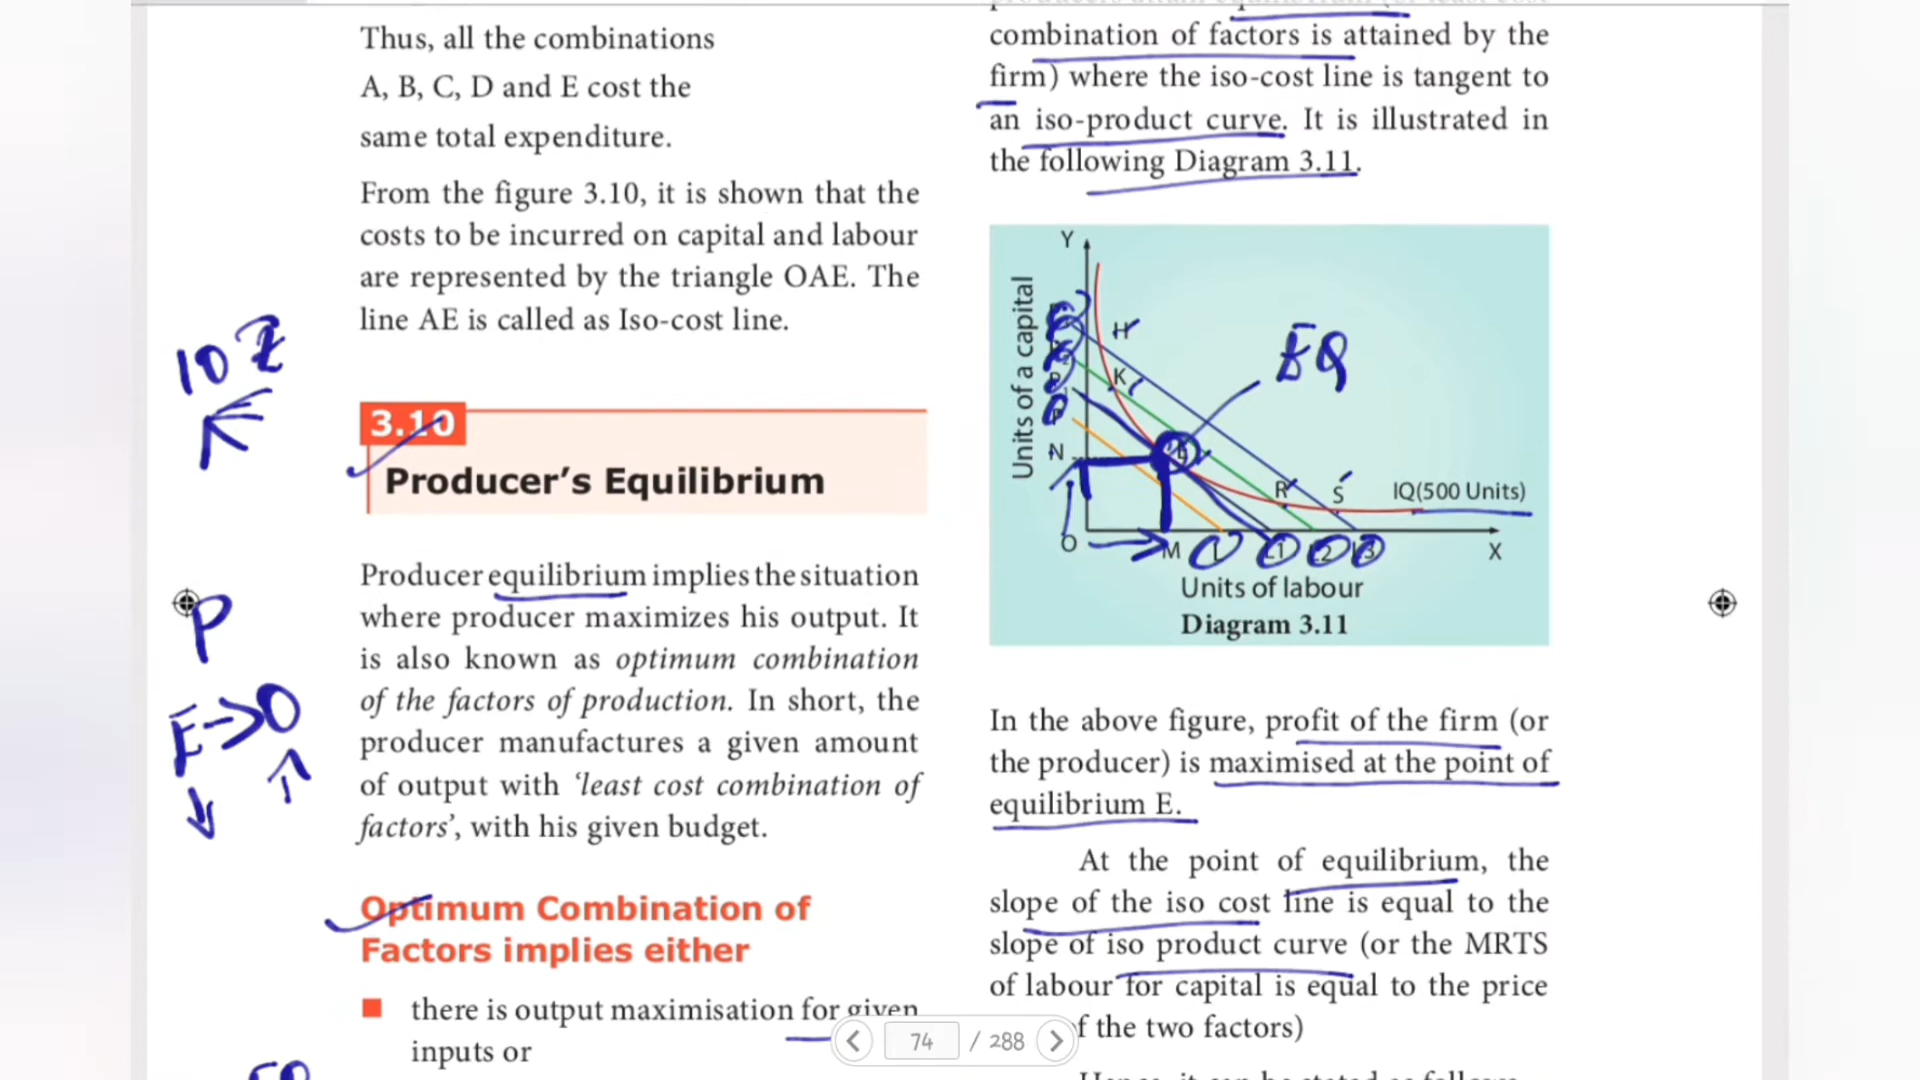 Thus, all the combinations
A, B, C, D and E cost the
same total expenditure.
From the figure 3.10, it is shown that the
costs to be incurred on capital and labour
are represented by the triangle OAE. The
line AE is called as Iso-cost line.
10
3.10
Producer's Equilibrium
Producer equilibrium implies the situation
where producer maximizes his output. It
is also known as optimum combination
of the factors of production. In short, the
producer manufactures a given amount
of output with 'least cost combination of
factors', with his given budget.
P
E->O
Optimum Combination of
Factors implies either
there is output maximisation for given
inputs or
50
combination of factors is attained by the
firm) where the iso-cost line is tangent to
an iso-product curve. It is illustrated in
the following Diagram 3.11.
Y
Units of a capital
H
EQ
K
N
R
S
IQ(500 Units)
O
M
L
L1
L2
L3
X
Units of labour
Diagram 3.11
In the above figure, profit of the firm (or
the producer) is maximised at the point of
equilibrium E.
At the point of equilibrium, the
slope of the iso cost line is equal to the
slope of iso product curve (or the MRTS
of labour for capital is equal to the price
f the two factors)
74 / 288